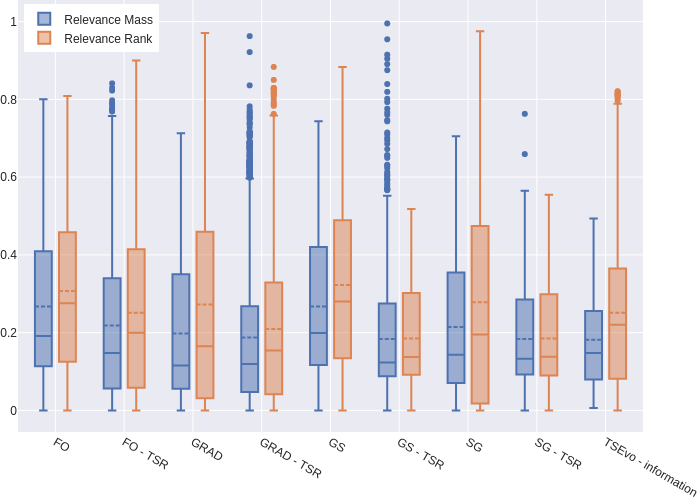 Relevance Mass
Relevance Rank
1
0.8
0.6
0.4
0.2
0
FO
FO - TSR
GRAD
GRAD - TSR
GS
GS - TSR
SG
SG - TSR
TSEvo - information